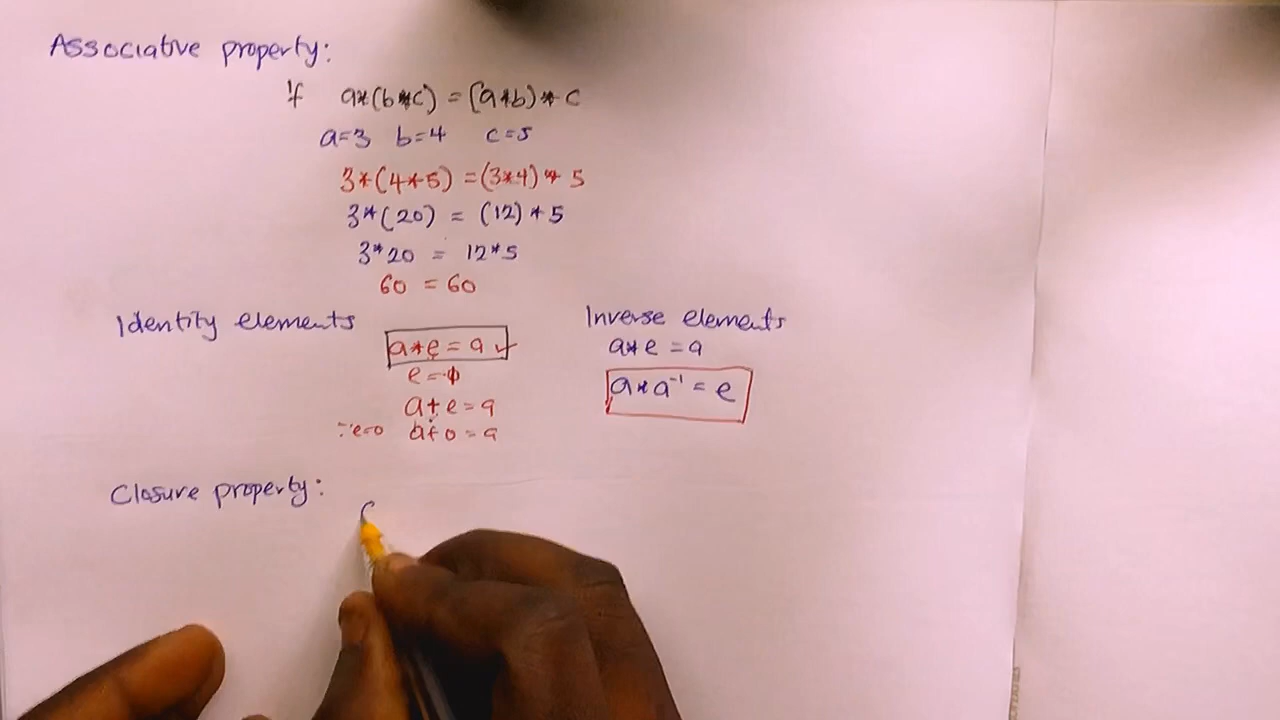 Associative property:
If a*(b*c) = (a*b)*c
a=3 b=4 c=5
3*(4*5) = (3*4)*5
3*(20) = (12)*5
3*20 = 12*5
60 = 60
Identity elements
a*e = a
e =
a+e=a
∵e=0 a+0=a
Inverse elements
a*e = a
a*a⁻¹ = e
Closure property: